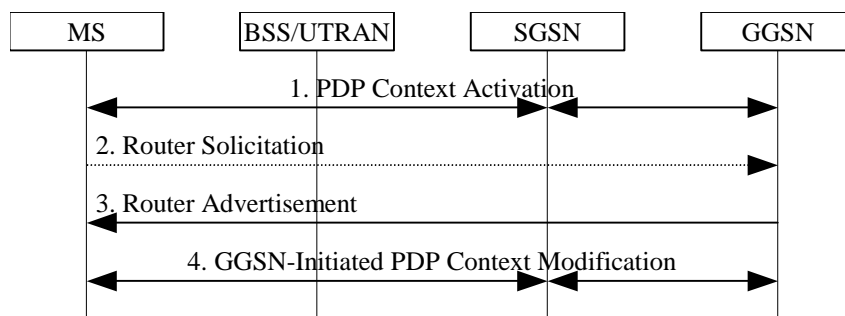 MS BSS/UTRAN SGSN GGSN
1. PDP Context Activation
2. Router Solicitation
3. Router Advertisement
4. GGSN-Initiated PDP Context Modification